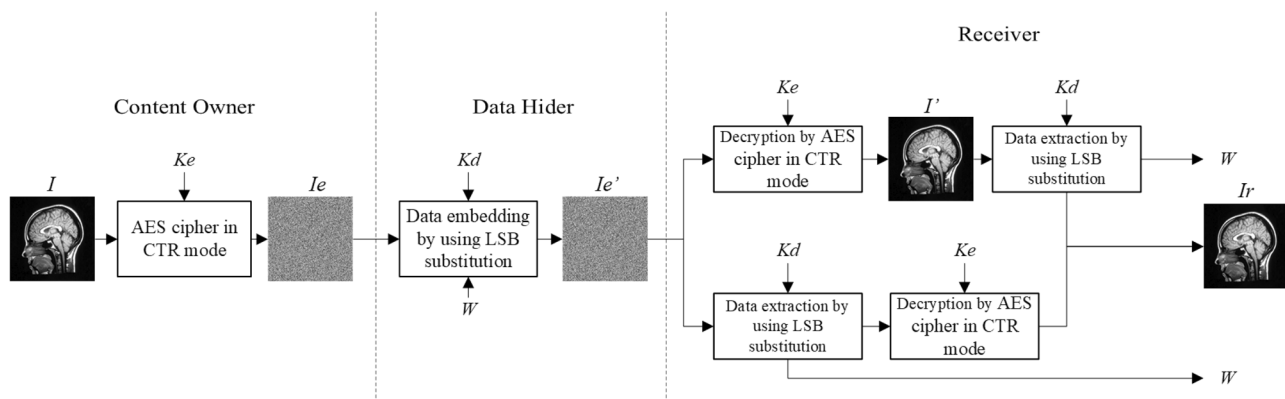 Content Owner
I
Ke
AES cipher in
CTR mode
Ie
Data Hider
Kd
Data embedding
by using LSB
substitution
W
Ie’
Receiver
Ke
Decryption by AES
cipher in CTR
mode
I’
Kd
Data extraction by
using LSB
substitution
W
Ir
Kd
Data extraction by
using LSB
substitution
Ke
Decryption by AES
cipher in CTR
mode
W